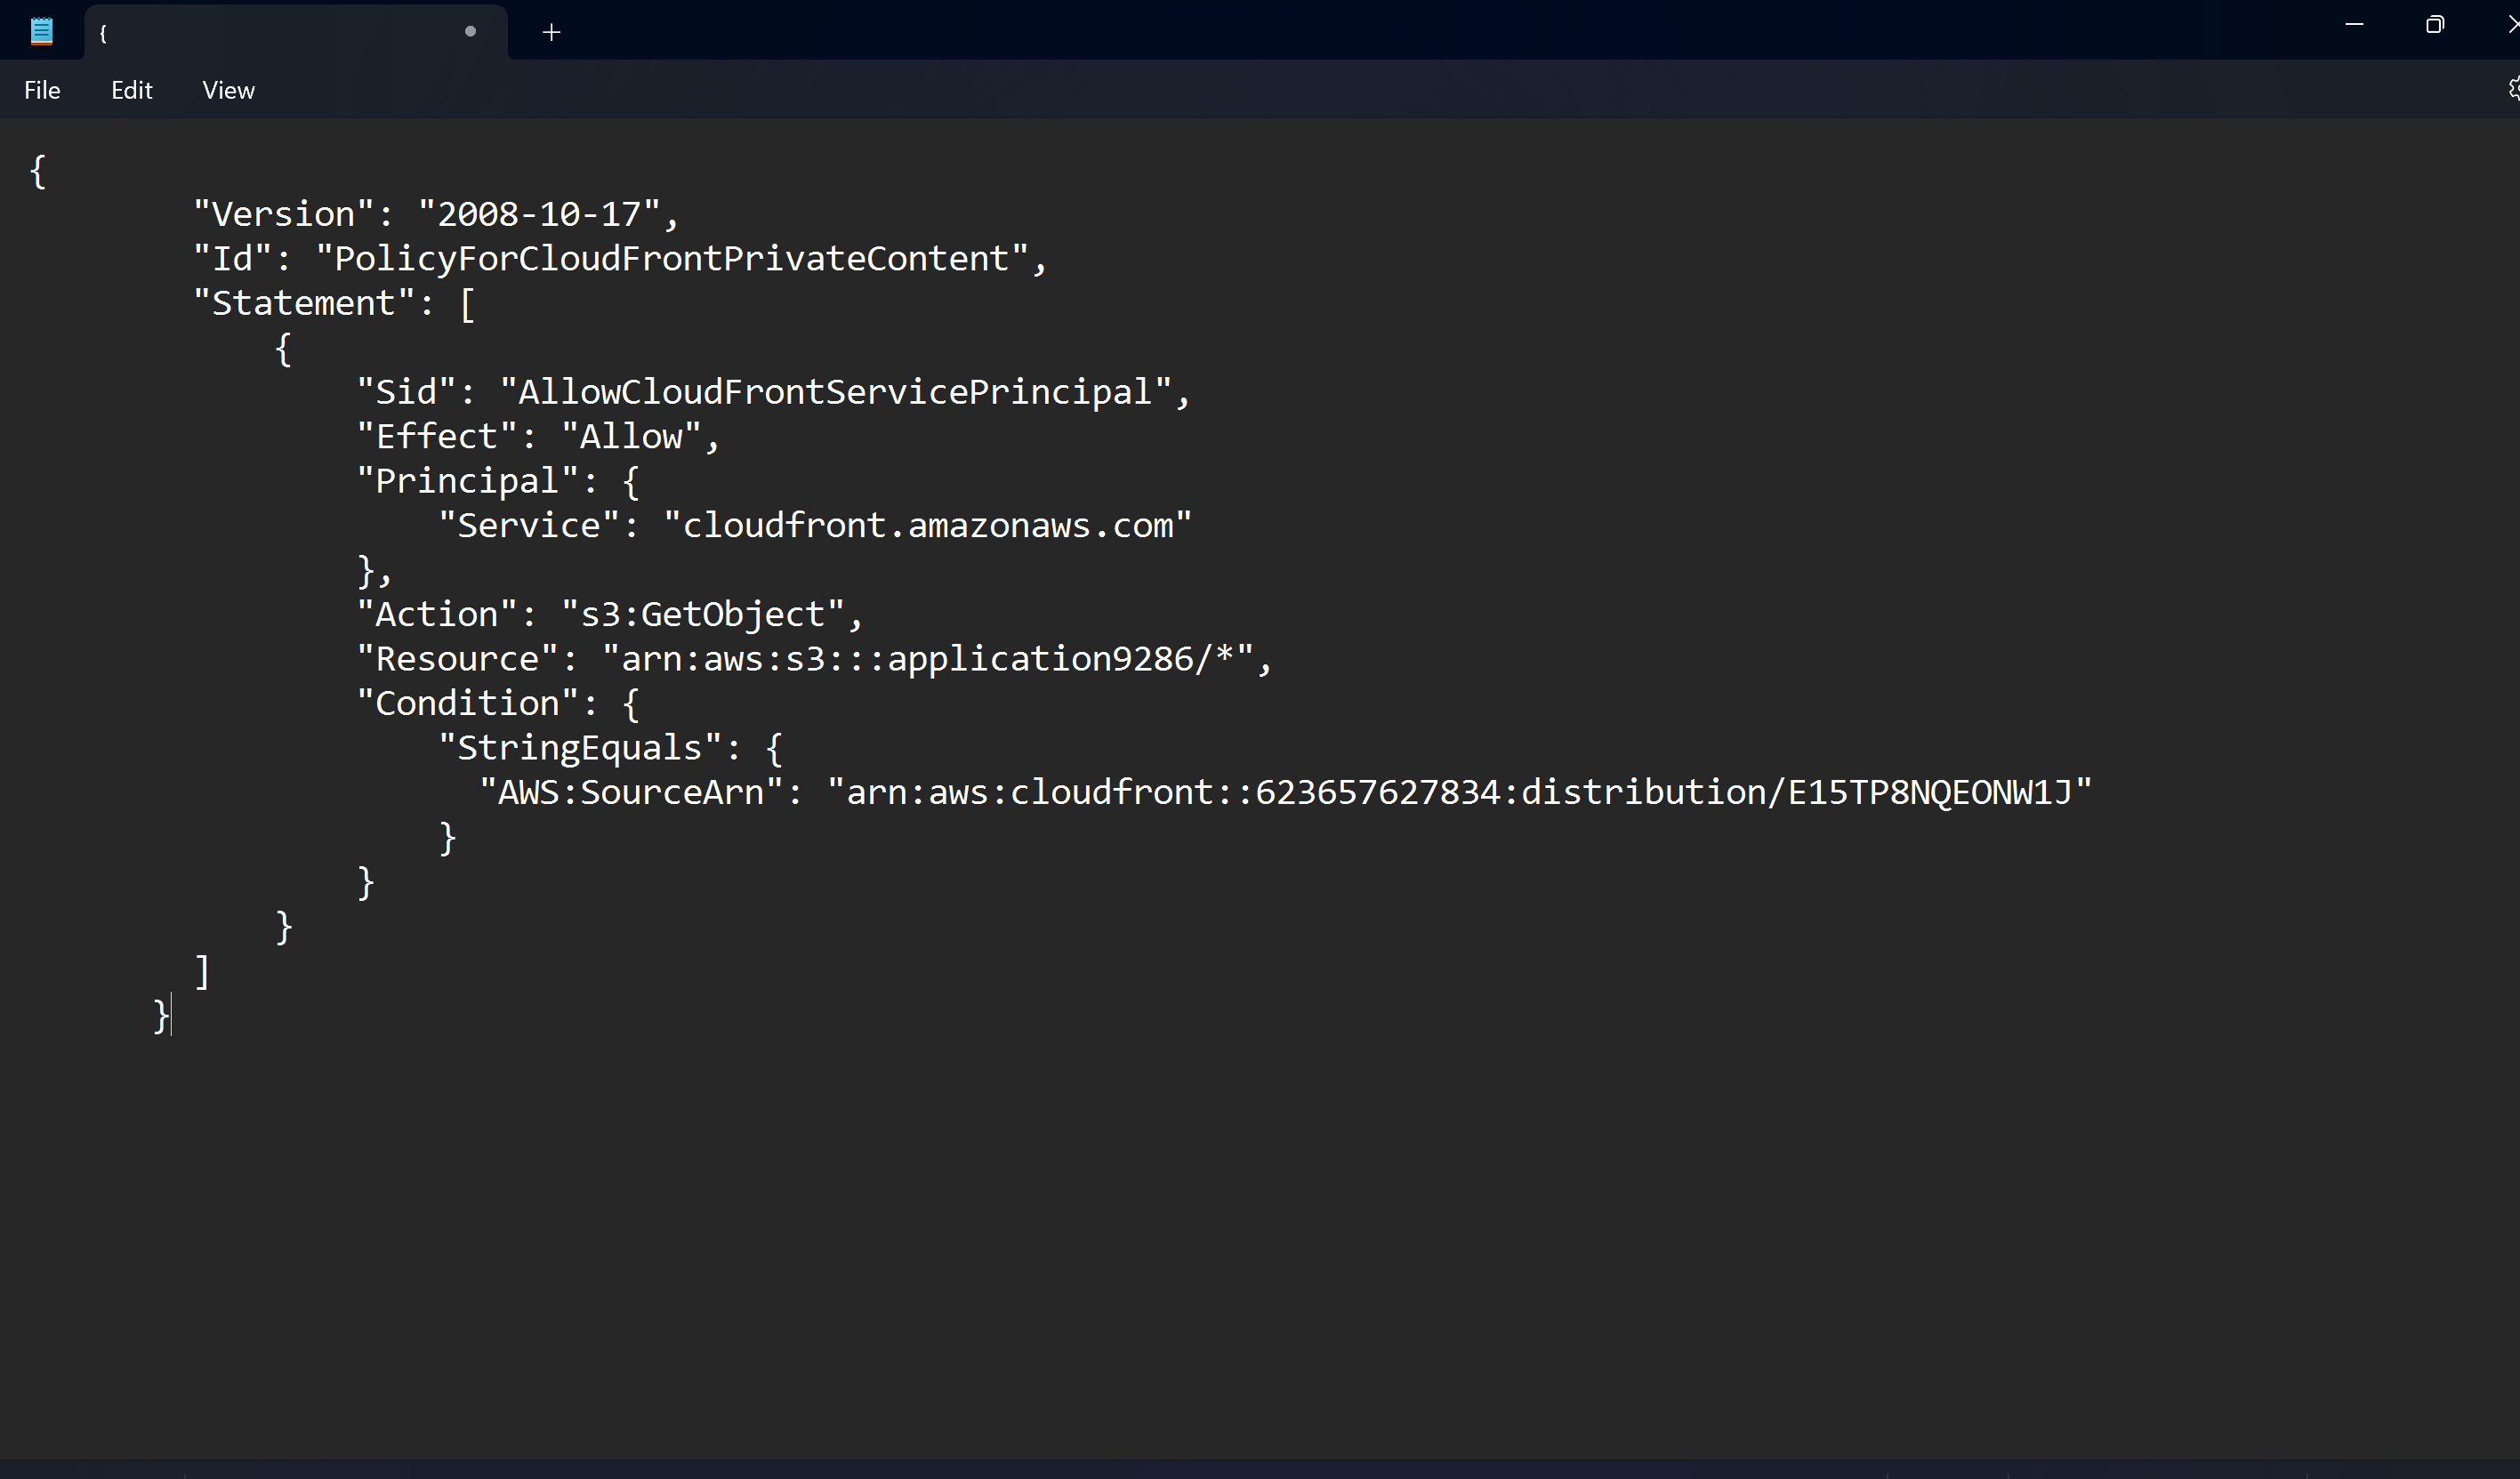 {
File Edit View
{
"Version": "2008-10-17",
"Id": "PolicyForCloudFrontPrivateContent",
"Statement": [
{
"Sid": "AllowCloudFrontServicePrincipal",
"Effect": "Allow",
"Principal": {
"Service": "cloudfront.amazonaws.com"
},
"Action": "s3:GetObject",
"Resource": "arn:aws:s3:::application9286/*",
"Condition": {
"StringEquals": {
"AWS:SourceArn": "arn:aws:cloudfront::623657627834:distribution/E15TP8NQEONW1J"
}
}
}
]
}